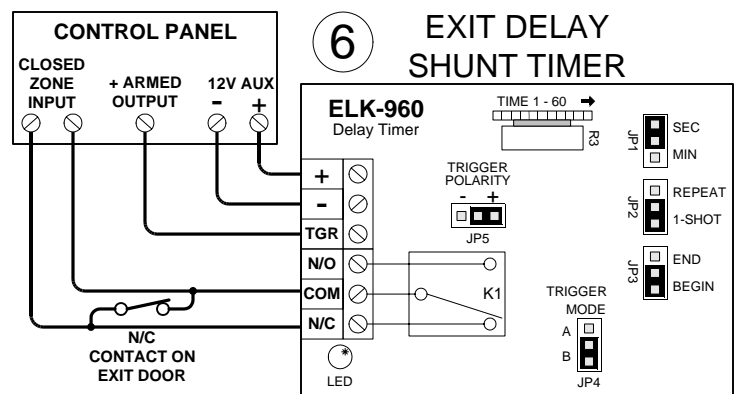 CONTROL PANEL
CLOSED
ZONE
INPUT
+ ARMED
OUTPUT
12V AUX
- +
6
EXIT DELAY
SHUNT TIMER
ELK-960
Delay Timer
TIME 1 - 60
R3
JP1
SEC
MIN
TRIGGER
POLARITY
- +
JP5
JP2
REPEAT
1-SHOT
JP3
END
BEGIN
+
-
TGR
N/O
COM
N/C
K1
TRIGGER
MODE
A
B
JP4
N/C
CONTACT ON
EXIT DOOR
*
LED